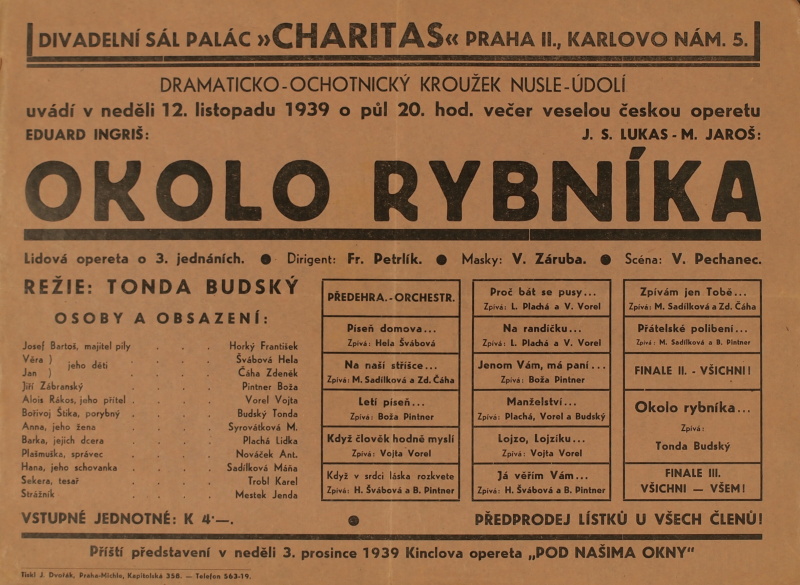 DIVADELNÍ SÁL PALÁC »CHARITAS« PRAHA II., KARLOVO NÁM. 5.
DRAMATICKO-OCHOTNICKÝ KROUŽEK NUSLE-ÚDOLÍ
uvádí v neděli 12. listopadu 1939 o půl 20. hod. večer veselou českou operetu
EDUARD INGRIŠ: J. S. LUKAS - M. JAROŠ:
OKOLO RYBNÍKA
Lidová opereta o 3. jednáních. ● Dirigent: Fr. Petrlík. ● Masky: V. Záruba. ● Scéna: V. Pechanec.
REŽIE: TONDA BUDSKÝ
OSOBY A OBSAZENÍ:
Josef Bartoš, majitel pily . . . . Horký František
Věra ) jeho děti . . . . Švábová Hela
Jan ) . . . . Čáha Zdeněk
Jiří Zábranský . . . . Pintner Boža
Alois Rákos, jeho přítel . . . . . Vorel Vojta
Bořivoj Štika, porybný . . . . Budský Tonda
Anna, jeho žena . . . . Syrovátková M.
Barka, jejich dcera . . . . . Plachá Lidka
Plašmuška, správec . . . . Nováček Ant.
Hana, jeho schovanka . . . . Sadílková Máňa
Sekera, tesař . . . . . Trobl Karel
Strážník . . . . . Mestek Jenda
PŘEDEHRA.-ORCHESTR.
Píseň domova...
Zpívá: Hela Švábová
Na naší stříšce...
Zpívá: M. Sadílková a Zd. Čáha
Letí píseň...
Zpívá: Boža Pintner
Když člověk hodně myslí
Zpívá: Vojta Vorel
Když v srdci láska rozkvete
Zpívá: H. Švábová a B. Pintner
Proč bát se pusy...
Zpívá: L. Plachá a V. Vorel
Na randíčku...
Zpívá: L. Plachá a V. Vorel
Jenom Vám, má paní...
Zpívá: Boža Pintner
Manželství...
Zpívá: Plachá, Vorel a Budský
Lojzo, Lojzíku...
Zpívá: Vojta Vorel
Já věřím Vám...
Zpívá: H. Švábová a B. Pintner
Zpívám jen Tobě...
Zpívá: M. Sadílková a Zd. Čáha
Přátelské políbení...
Zpívá: M. Sadílková a B. Pintner
FINALE II. - VŠICHNI!
Okolo rybníka...
Zpívá:
Tonda Budský
FINALE III.
VŠICHNI — VŠEM!
VSTUPNÉ JEDNOTNÉ: K 4·—. ● PŘEDPRODEJ LÍSTKŮ U VŠECH ČLENŮ!
Příští představení v neděli 3. prosince 1939 Kinclova opereta „POD NAŠIMA OKNY“
Tiskl J. Dvořák, Praha-Michle, Kapitolská 358. — Telefon 563-19.